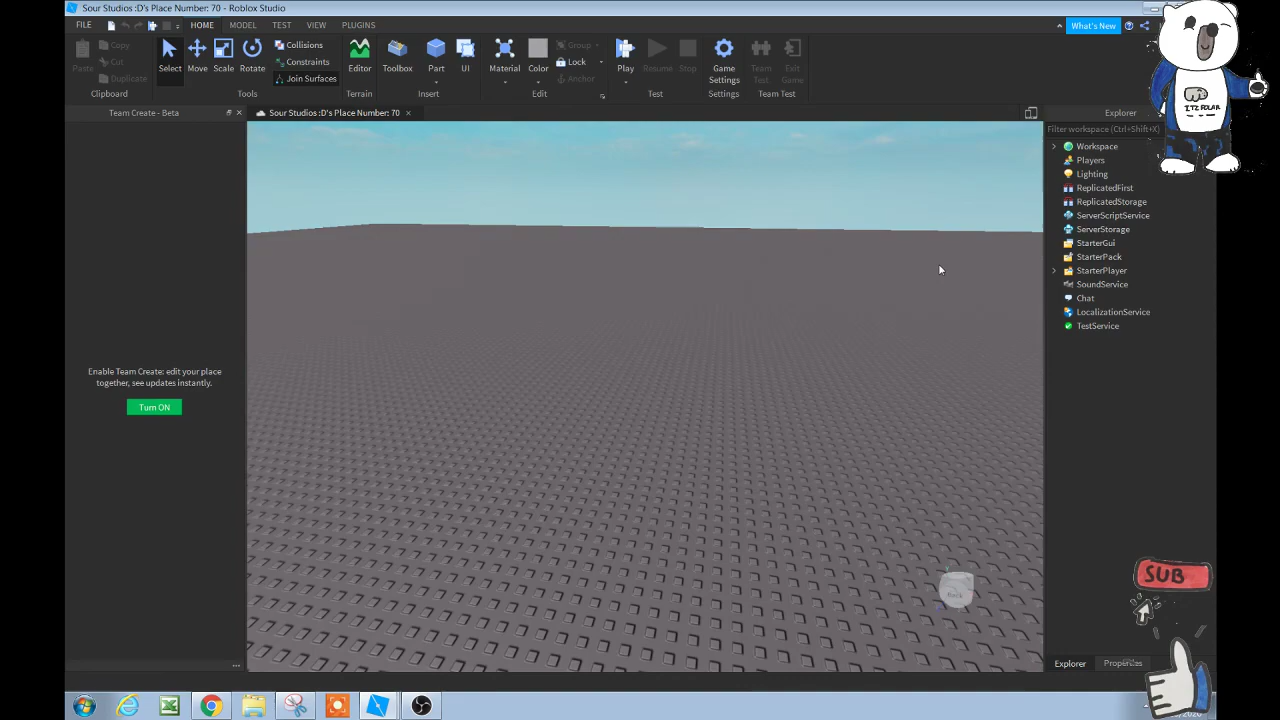 Sour Studios :D's Place Number: 70 - Roblox Studio
FILE HOME MODEL TEST VIEW PLUGINS What's New
Paste Copy Cut Duplicate
Select Move Scale Rotate
Collisions
Constraints
Join Surfaces
Editor Toolbox Part UI Material Color
Group
Lock
Anchor
Play Resume Stop
Game Settings
Team Test
Exit Game
Clipboard Tools Terrain Insert Edit Test Settings Team Test
Team Create - Beta
Sour Studios :D's Place Number: 70
Explorer
Filter workspace (Ctrl+Shift+X)
Workspace
Players
Lighting
ReplicatedFirst
ReplicatedStorage
ServerScriptService
ServerStorage
StarterGui
StarterPack
StarterPlayer
SoundService
Chat
LocalizationService
TestService
Enable Team Create: edit your place
together, see updates instantly.
Turn ON
Back
ITZ POLAR
SUB
Explorer Properties